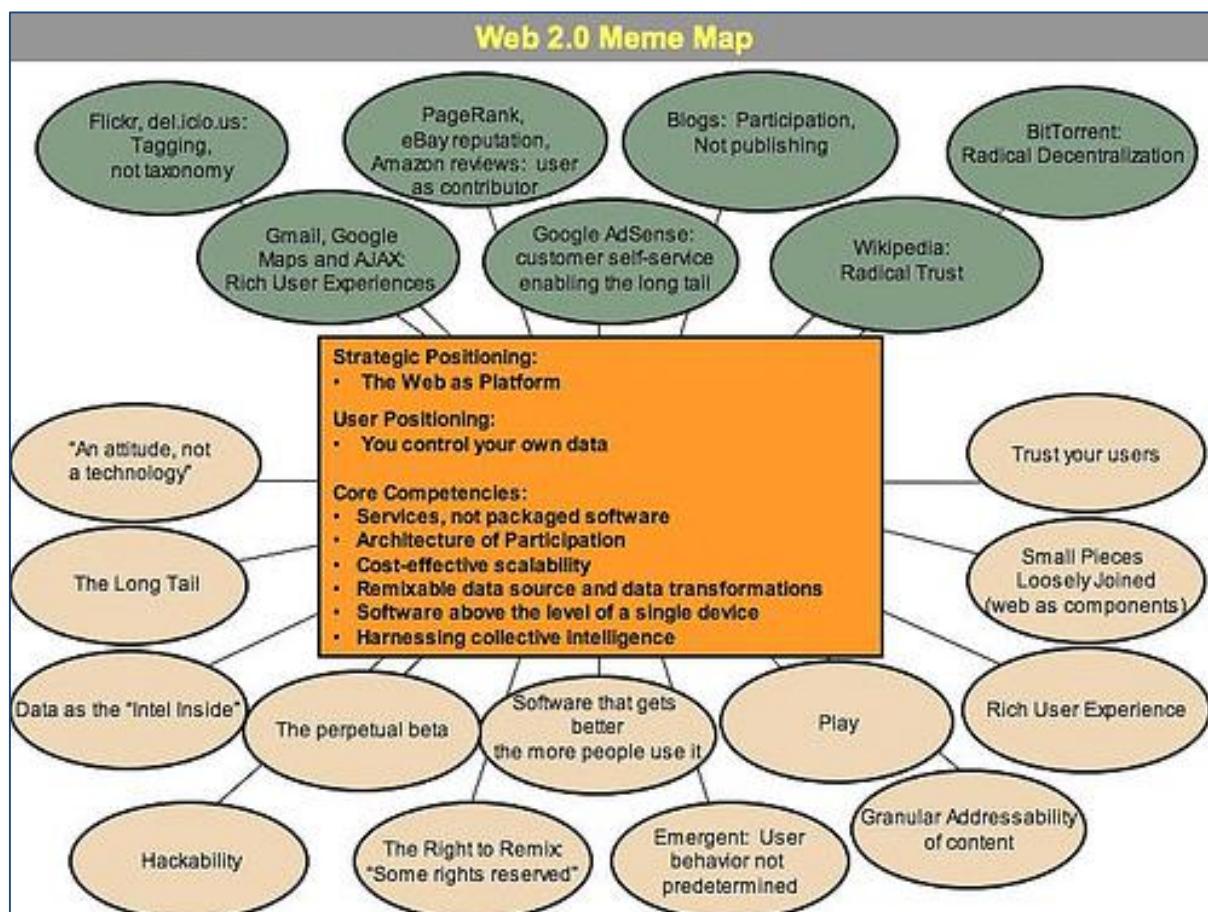 Web 2.0 Meme Map
Flickr, del.icio.us:
Tagging,
not taxonomy
PageRank,
eBay reputation,
Amazon reviews: user
as contributor
Blogs: Participation,
Not publishing
BitTorrent:
Radical Decentralization
Gmail, Google
Maps and AJAX:
Rich User Experiences
Google AdSense:
customer self-service
enabling the long tail
Wikipedia:
Radical Trust
Strategic Positioning:
• The Web as Platform
User Positioning:
• You control your own data
Core Competencies:
• Services, not packaged software
• Architecture of Participation
• Cost-effective scalability
• Remixable data source and data transformations
• Software above the level of a single device
• Harnessing collective intelligence
"An attitude, not
a technology"
Trust your users
The Long Tail
Small Pieces
Loosely Joined
(web as components)
Data as the "Intel Inside"
The perpetual beta
Software that gets
better
the more people use it
Play
Rich User Experience
Hackability
The Right to Remix:
"Some rights reserved"
Emergent: User
behavior not
predetermined
Granular Addressability
of content